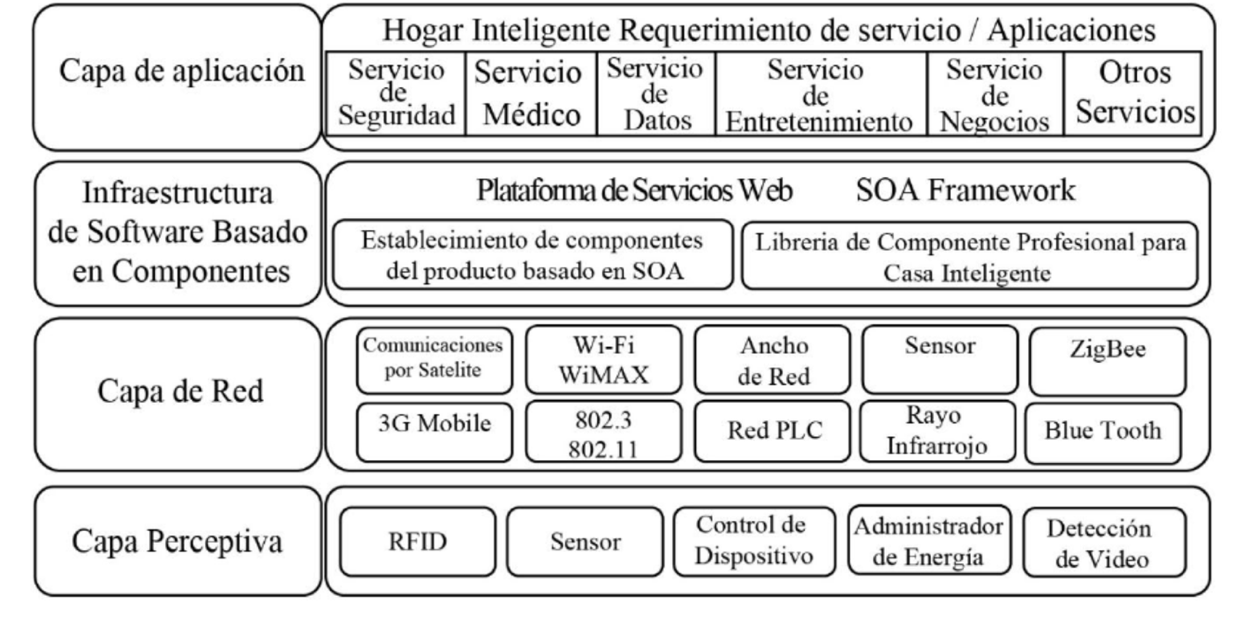 Capa de aplicación
Hogar Inteligente Requerimiento de servicio / Aplicaciones
Servicio
de
Seguridad
Servicio
Médico
Servicio
de
Datos
Servicio
de
Entretenimiento
Servicio
de
Negocios
Otros
Servicios
Infraestructura
de Software Basado
en Componentes
Plataforma de Servicios Web SOA Framework
Establecimiento de componentes
del producto basado en SOA
Libreria de Componente Profesional para
Casa Inteligente
Capa de Red
Comunicaciones
por Satelite
Wi-Fi
WiMAX
Ancho
de Red
Sensor
ZigBee
3G Mobile
802.3
802.11
Red PLC
Rayo
Infrarrojo
Blue Tooth
Capa Perceptiva
RFID
Sensor
Control de
Dispositivo
Administrador
de Energía
Detección
de Video